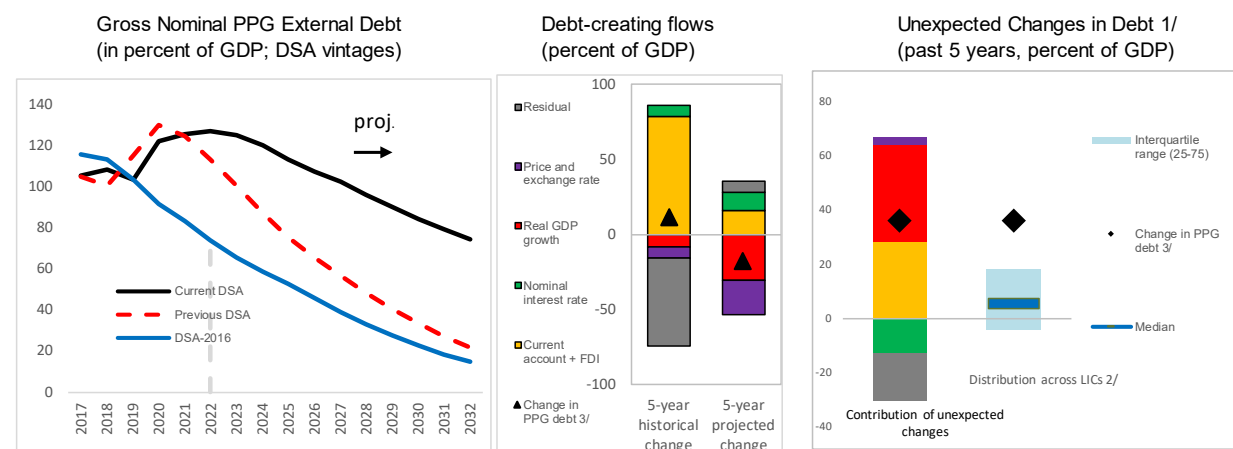 Gross Nominal PPG External Debt
(in percent of GDP; DSA vintages)
140
120
100
80
60
40
20
0
proj.
Current DSA
Previous DSA
DSA-2016
2017
2018
2019
2020
2021
2022
2023
2024
2025
2026
2027
2028
2029
2030
2031
2032
Debt-creating flows
(percent of GDP)
Residual
Price and
exchange rate
Real GDP
growth
Nominal
interest rate
Current
account + FDI
Change in
PPG debt 3/
100
50
0
-50
-100
5-year
historical
change
5-year
projected
change
Unexpected Changes in Debt 1/
(past 5 years, percent of GDP)
80
60
40
20
0
-20
-40
Interquartile
range (25-75)
Change in PPG
debt 3/
Median
Distribution across LICs 2/
Contribution of unexpected
changes